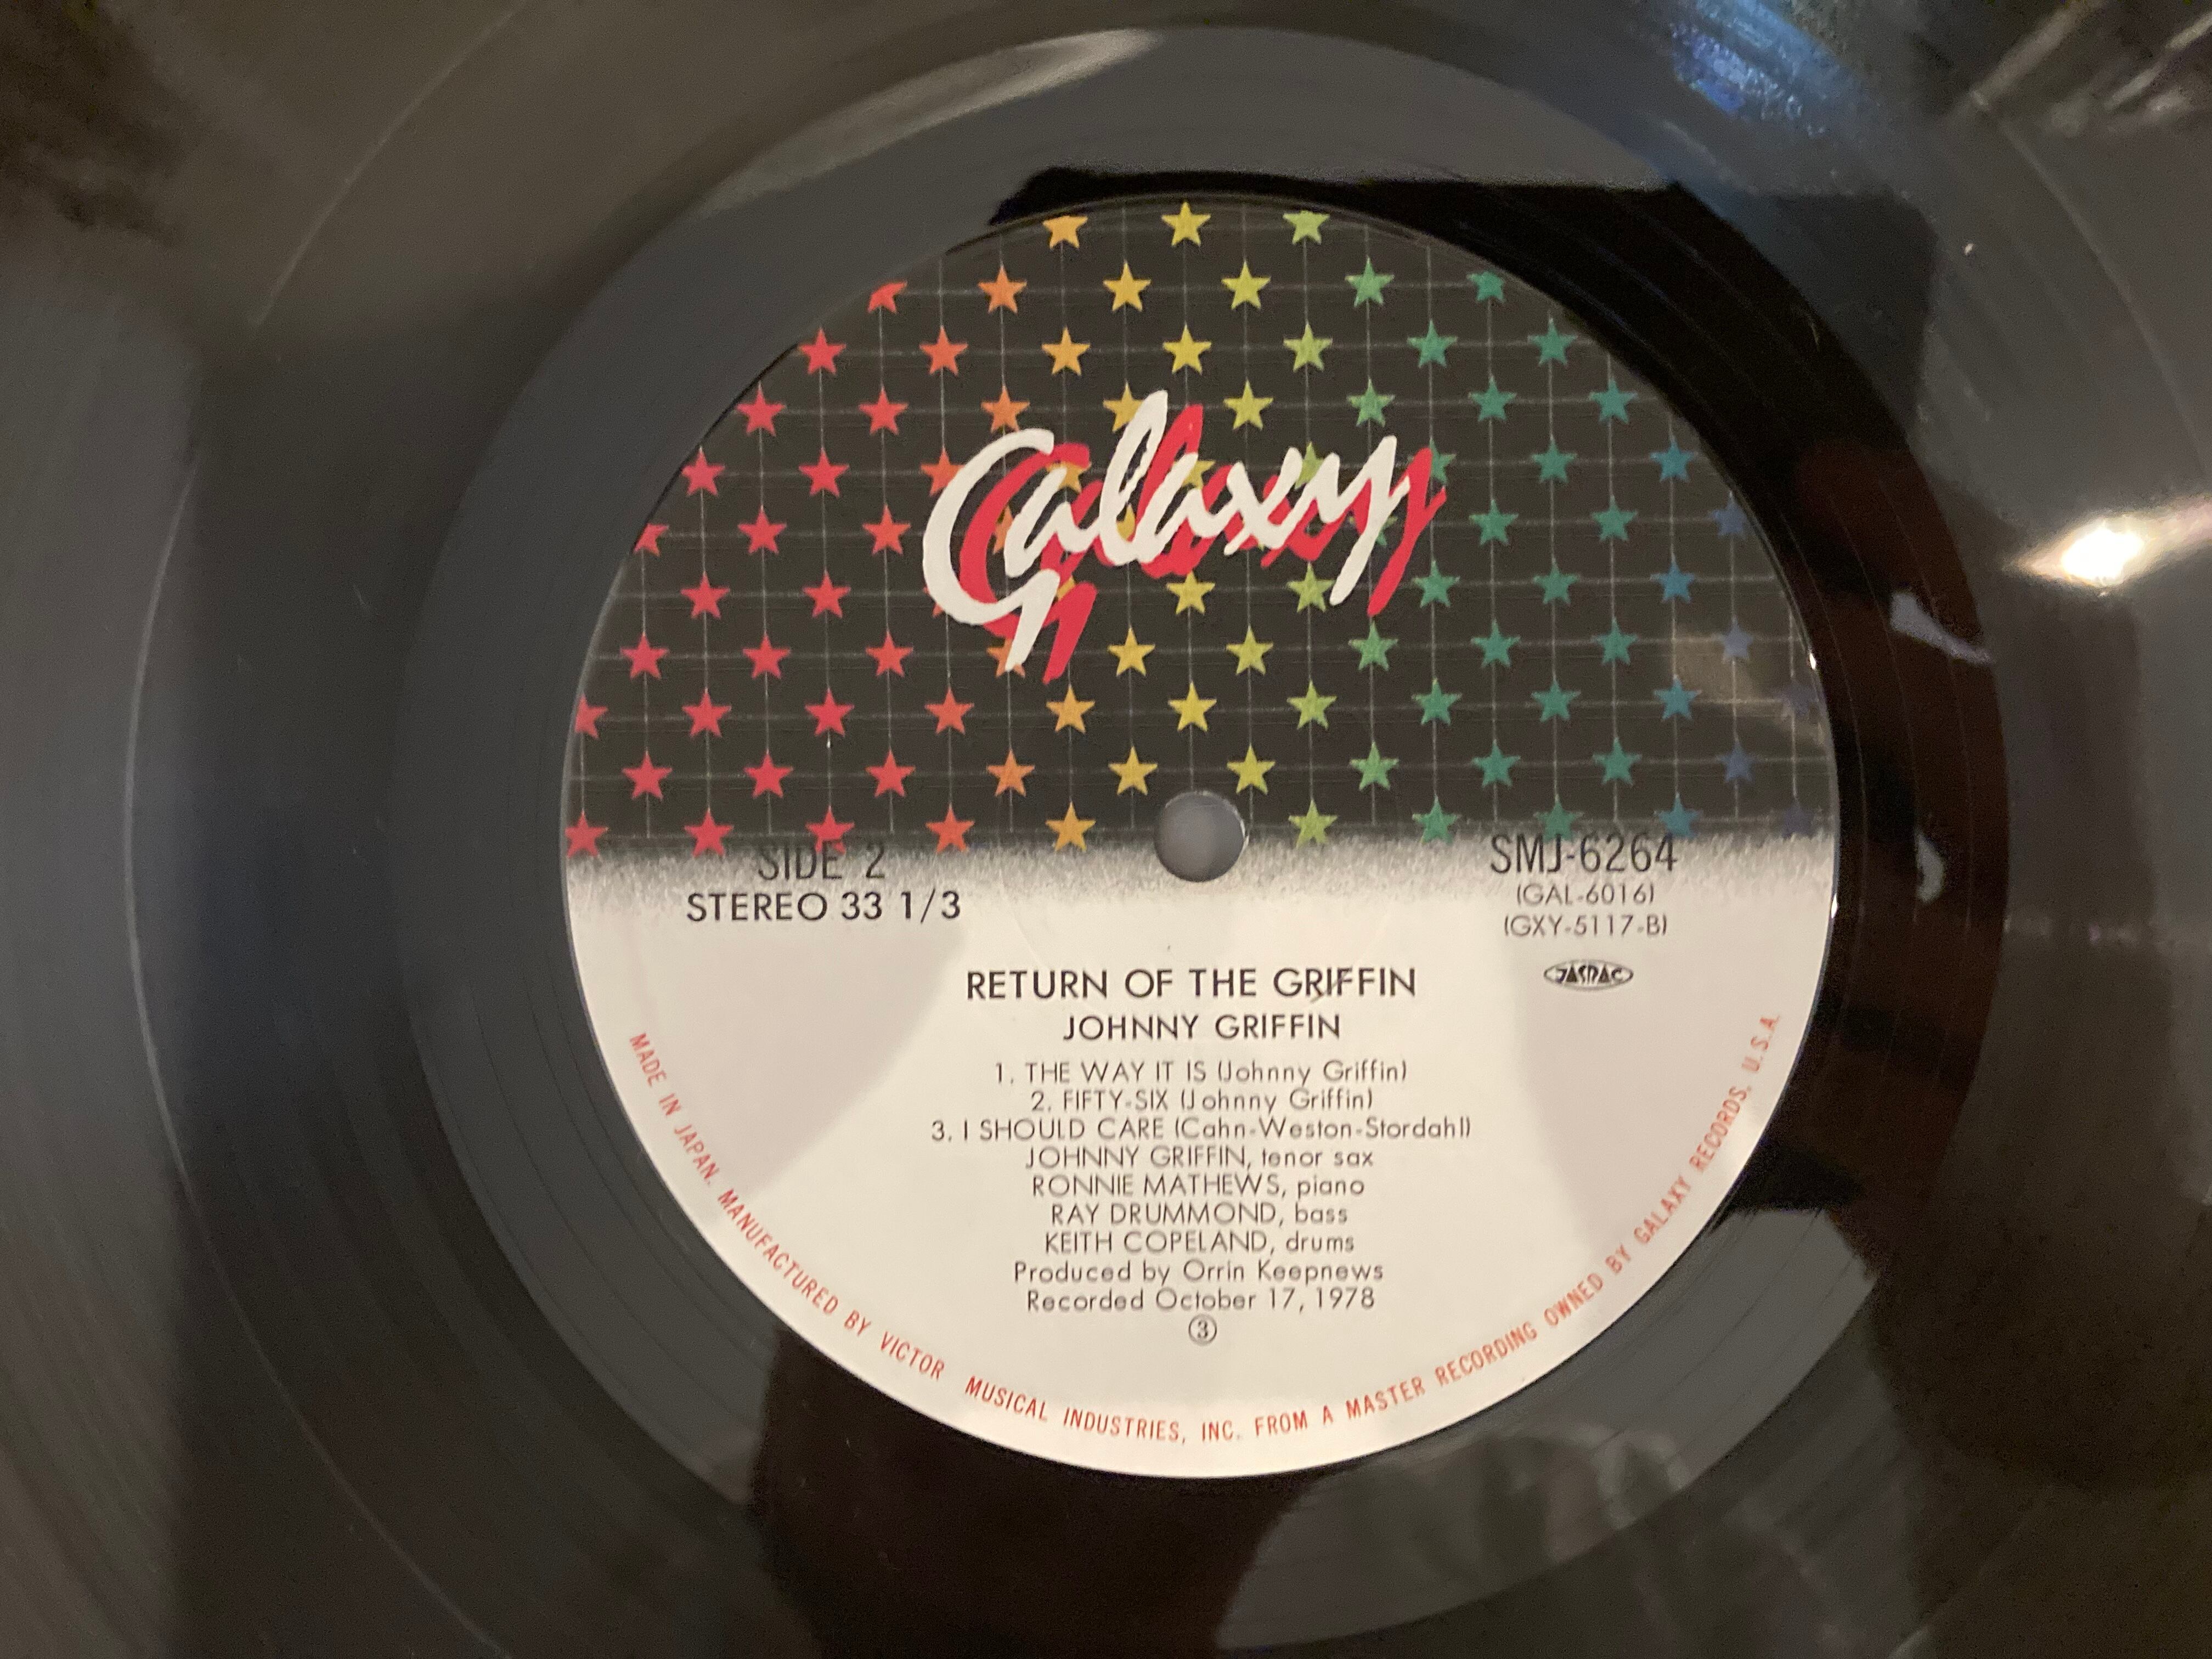 Galaxy
SIDE 2
STEREO 33 1/3
SMJ-6264
(GAL-6016)
(GXY-5117-B)
JASRAC
RETURN OF THE GRIFFIN
JOHNNY GRIFFIN
1. THE WAY IT IS (Johnny Griffin)
2. FIFTY-SIX (Johnny Griffin)
3. I SHOULD CARE (Cahn-Weston-Stordahl)
JOHNNY GRIFFIN, tenor sax
RONNIE MATHEWS, piano
RAY DRUMMOND, bass
KEITH COPELAND, drums
Produced by Orrin Keepnews
Recorded October 17, 1978
③
MADE IN JAPAN. MANUFACTURED BY VICTOR MUSICAL INDUSTRIES, INC. FROM A MASTER RECORDING OWNED BY GALAXY RECORDS, U.S.A.